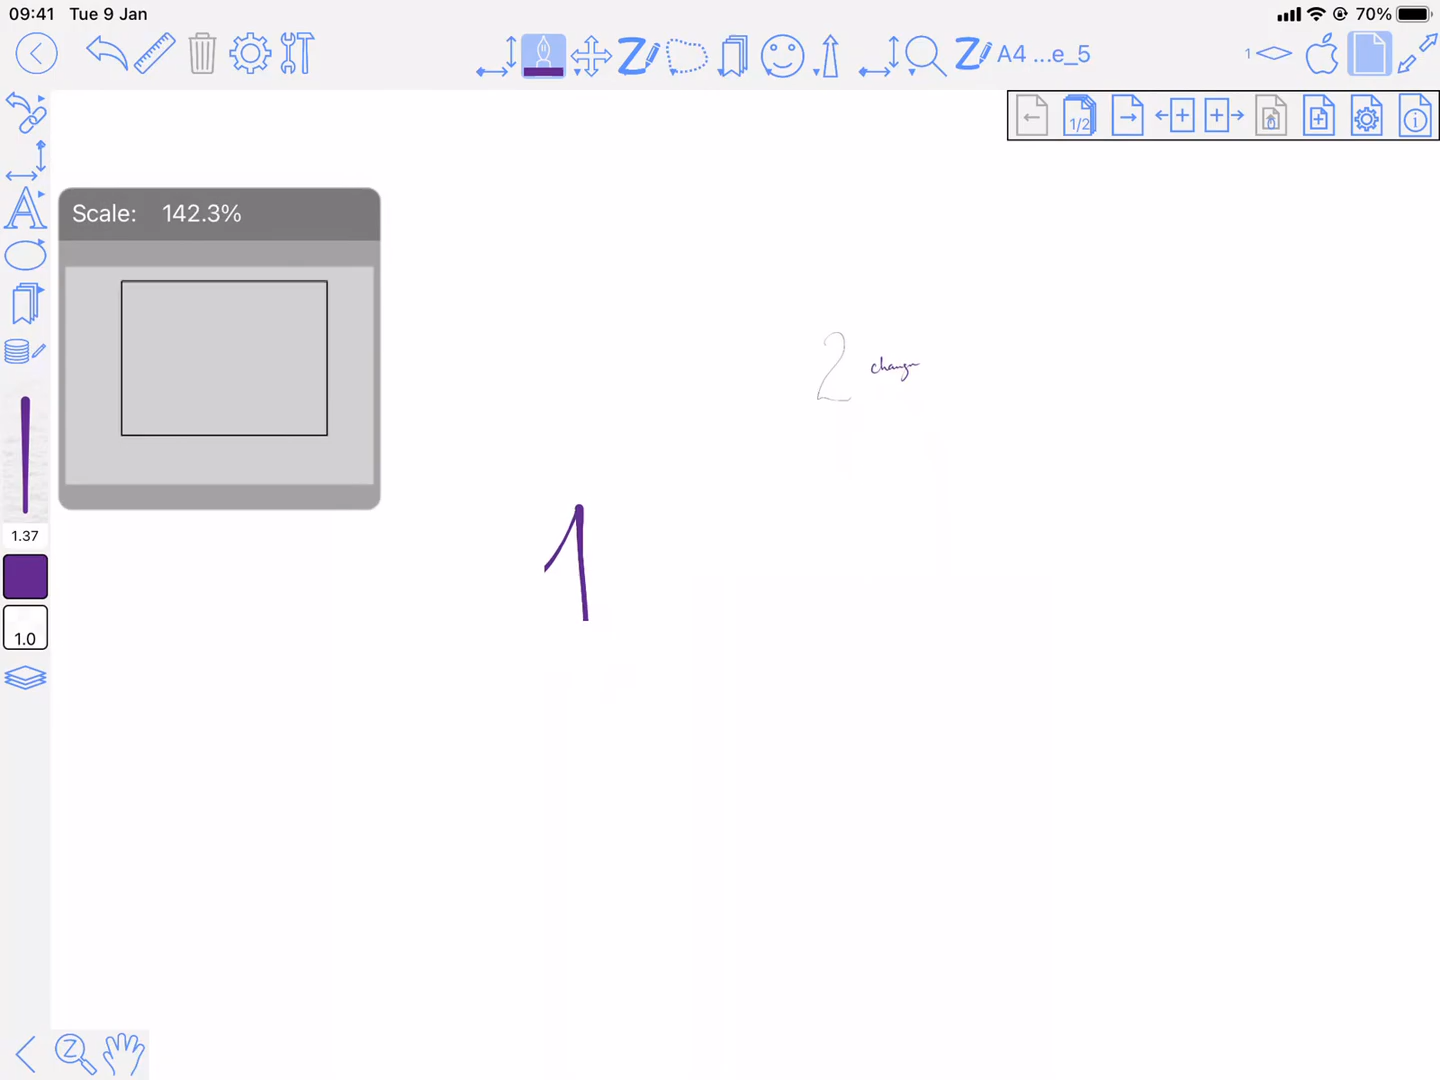 09:41 Tue 9 Jan 70%
A4 ...e_5 1
1/2
Scale: 142.3%
2 change
1
1.37
1.0